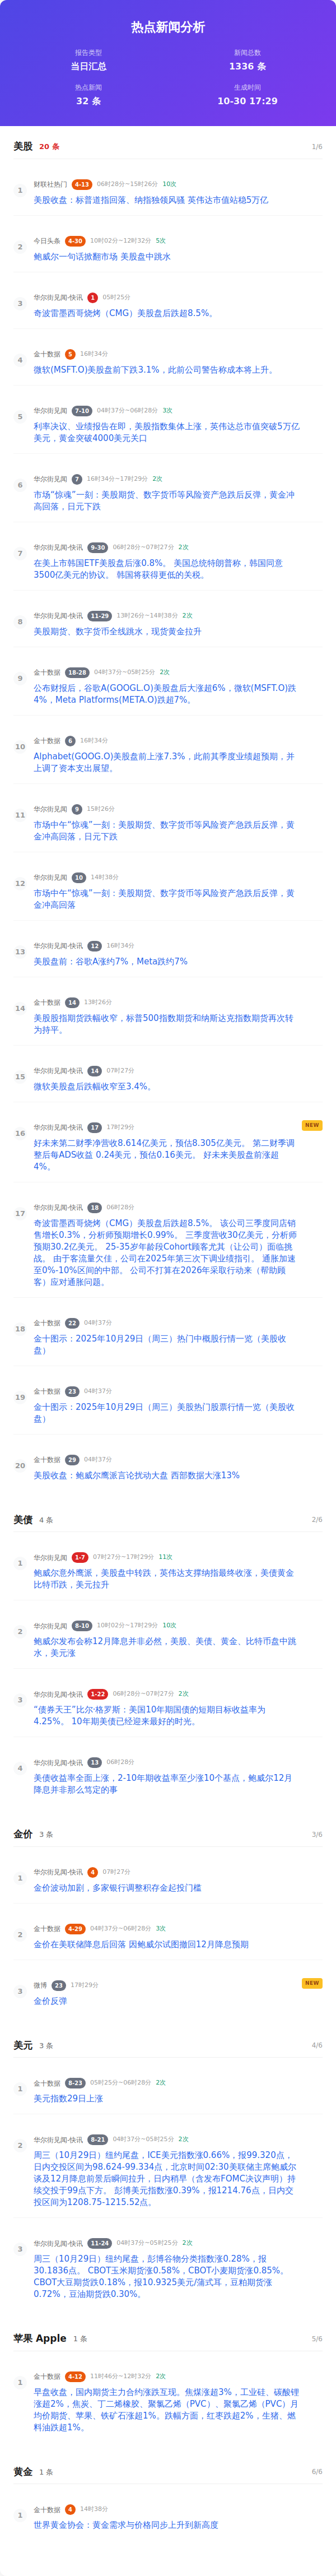 热点新闻分析
报告类型
当日汇总
新闻总数
1336 条
热点新闻
32 条
生成时间
10-30 17:29
美股 20 条 1/6
1
财联社热门 4-13 06时28分~15时26分 10次
美股收盘：标普道指回落、纳指独领风骚 英伟达市值站稳5万亿
2
今日头条 4-30 10时02分~12时32分 5次
鲍威尔一句话掀翻市场 美股盘中跳水
3
华尔街见闻·快讯 1 05时25分
奇波雷墨西哥烧烤（CMG）美股盘后跌超8.5%。
4
金十数据 5 16时34分
微软(MSFT.O)美股盘前下跌3.1%，此前公司警告称成本将上升。
5
华尔街见闻 7-10 04时37分~06时28分 3次
利率决议、业绩报告在即，美股指数集体上涨，英伟达总市值突破5万亿
美元，黄金突破4000美元关口
6
华尔街见闻 7 16时34分~17时29分 2次
市场“惊魂”一刻：美股期货、数字货币等风险资产急跌后反弹，黄金冲
高回落，日元下跌
7
华尔街见闻·快讯 9-30 06时28分~07时27分 2次
在美上市韩国ETF美股盘后涨0.8%。 美国总统特朗普称，韩国同意
3500亿美元的协议。 韩国将获得更低的关税。
8
华尔街见闻·快讯 11-29 13时26分~14时38分 2次
美股期货、数字货币全线跳水，现货黄金拉升
9
金十数据 18-28 04时37分~05时25分 2次
公布财报后，谷歌A(GOOGL.O)美股盘后大涨超6%，微软(MSFT.O)跌
4%，Meta Platforms(META.O)跌超7%。
10
金十数据 6 16时34分
Alphabet(GOOG.O)美股盘前上涨7.3%，此前其季度业绩超预期，并
上调了资本支出展望。
11
华尔街见闻 9 15时26分
市场中午“惊魂”一刻：美股期货、数字货币等风险资产急跌后反弹，黄
金冲高回落，日元下跌
12
华尔街见闻 10 14时38分
市场中午“惊魂”一刻：美股期货、数字货币等风险资产急跌后反弹，黄
金冲高回落
13
华尔街见闻·快讯 12 16时34分
美股盘前：谷歌A涨约7%，Meta跌约7%
14
金十数据 14 13时26分
美股股指期货跌幅收窄，标普500指数期货和纳斯达克指数期货再次转
为持平。
15
华尔街见闻·快讯 14 07时27分
微软美股盘后跌幅收窄至3.4%。
16
华尔街见闻·快讯 17 17时29分 NEW
好未来第二财季净营收8.614亿美元，预估8.305亿美元。 第二财季调
整后每ADS收益 0.24美元，预估0.16美元。 好未来美股盘前涨超
4%。
17
华尔街见闻·快讯 18 06时28分
奇波雷墨西哥烧烤（CMG）美股盘后跌超8.5%。 该公司三季度同店销
售增长0.3%，分析师预期增长0.99%。 三季度营收30亿美元，分析师
预期30.2亿美元。 25-35岁年龄段Cohort顾客尤其（让公司）面临挑
战。 由于客流量欠佳，公司在2025年第三次下调业绩指引。 通胀加速
至0%-10%区间的中部。 公司不打算在2026年采取行动来（帮助顾
客）应对通胀问题。
18
金十数据 22 04时37分
金十图示：2025年10月29日（周三）热门中概股行情一览（美股收
盘）
19
金十数据 23 04时37分
金十图示：2025年10月29日（周三）美股热门股票行情一览（美股收
盘）
20
金十数据 29 04时37分
美股收盘：鲍威尔鹰派言论扰动大盘 西部数据大涨13%
美债 4 条 2/6
1
华尔街见闻 1-7 07时27分~17时29分 11次
鲍威尔意外鹰派，美股盘中转跌，英伟达支撑纳指最终收涨，美债黄金
比特币跌，美元拉升
2
华尔街见闻 8-10 10时02分~17时29分 10次
鲍威尔发布会称12月降息并非必然，美股、美债、黄金、比特币盘中跳
水，美元涨
3
华尔街见闻·快讯 1-22 06时28分~07时27分 2次
“债券天王”比尔·格罗斯：美国10年期国债的短期目标收益率为
4.25%。 10年期美债已经迎来最好的时光。
4
华尔街见闻·快讯 13 06时28分
美债收益率全面上涨，2-10年期收益率至少涨10个基点，鲍威尔12月
降息并非那么笃定的事
金价 3 条 3/6
1
华尔街见闻·快讯 4 07时27分
金价波动加剧，多家银行调整积存金起投门槛
2
金十数据 4-29 04时37分~06时28分 3次
金价在美联储降息后回落 因鲍威尔试图撤回12月降息预期
3
微博 23 17时29分 NEW
金价反弹
美元 3 条 4/6
1
金十数据 8-23 05时25分~06时28分 2次
美元指数29日上涨
2
华尔街见闻·快讯 8-21 04时37分~05时25分 2次
周三（10月29日）纽约尾盘，ICE美元指数涨0.66%，报99.320点，
日内交投区间为98.624-99.334点，北京时间02:30美联储主席鲍威尔
谈及12月降息前景后瞬间拉升，日内稍早（含发布FOMC决议声明）持
续交投于99点下方。 彭博美元指数涨0.39%，报1214.76点，日内交
投区间为1208.75-1215.52点。
3
华尔街见闻·快讯 11-24 04时37分~05时25分 2次
周三（10月29日）纽约尾盘，彭博谷物分类指数涨0.28%，报
30.1836点。 CBOT玉米期货涨0.58%，CBOT小麦期货涨0.85%。
CBOT大豆期货跌0.18%，报10.9325美元/蒲式耳，豆粕期货涨
0.72%，豆油期货跌0.30%。
苹果 Apple 1 条 5/6
1
金十数据 4-12 11时46分~12时32分 2次
早盘收盘，国内期货主力合约涨跌互现。焦煤涨超3%，工业硅、碳酸锂
涨超2%，焦炭、丁二烯橡胶、聚氯乙烯（PVC）、聚氯乙烯（PVC）月
均价期货、苹果、铁矿石涨超1%。跌幅方面，红枣跌超2%，生猪、燃
料油跌超1%。
黄金 1 条 6/6
1
金十数据 4 14时38分
世界黄金协会：黄金需求与价格同步上升到新高度